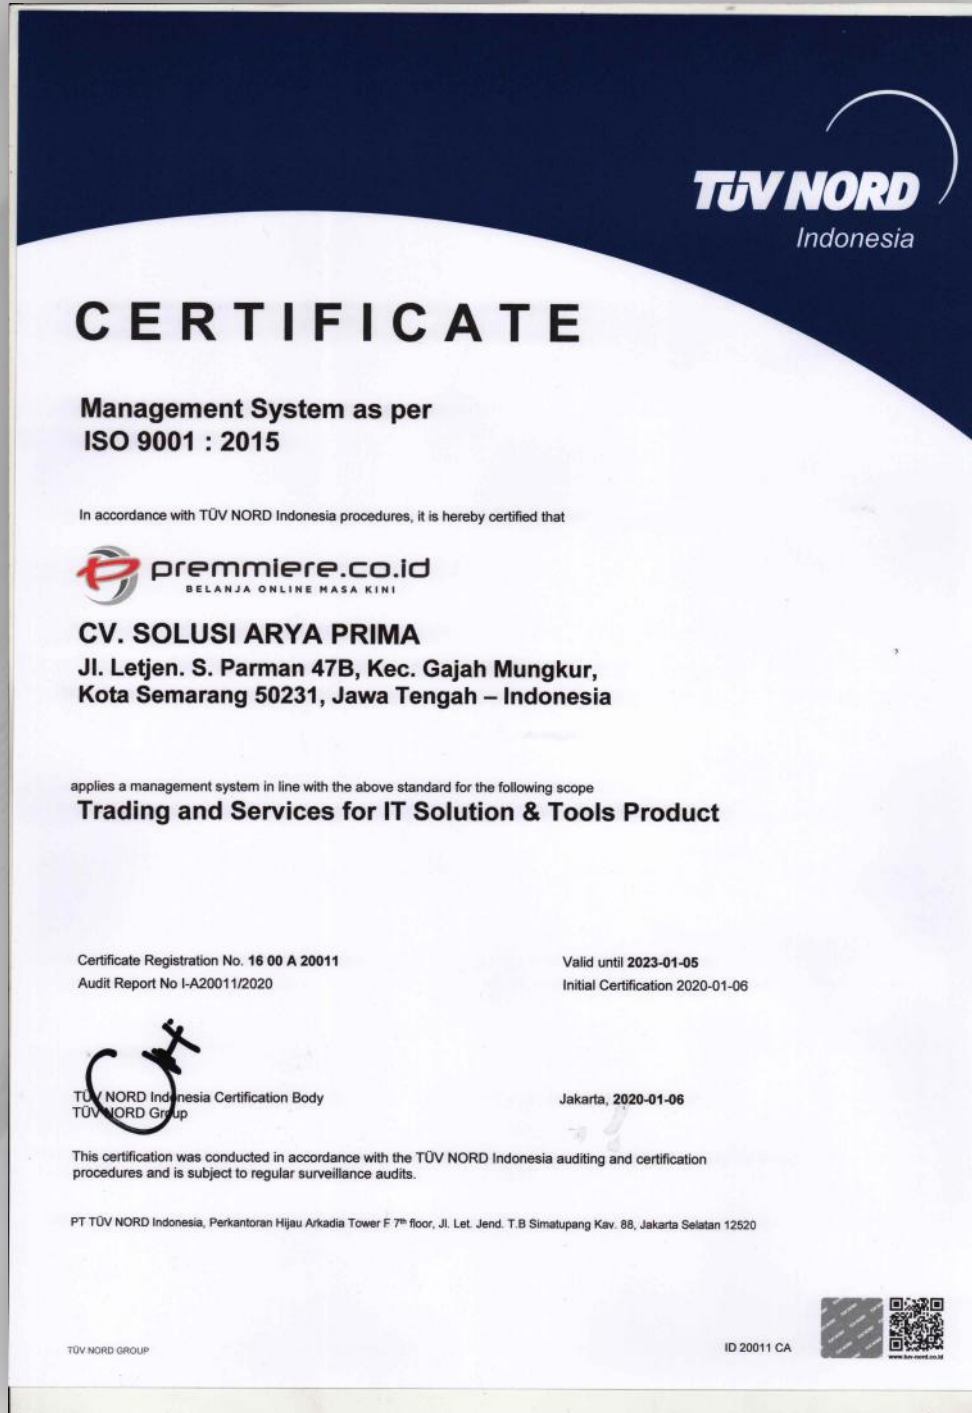 TÜV NORD
Indonesia
CERTIFICATE
Management System as per
ISO 9001 : 2015
In accordance with TÜV NORD Indonesia procedures, it is hereby certified that
premmiere.co.id
BELANJA ONLINE MASA KINI
CV. SOLUSI ARYA PRIMA
Jl. Letjen. S. Parman 47B, Kec. Gajah Mungkur,
Kota Semarang 50231, Jawa Tengah – Indonesia
applies a management system in line with the above standard for the following scope
Trading and Services for IT Solution & Tools Product
Certificate Registration No. 16 00 A 20011
Valid until 2023-01-05
Audit Report No I-A20011/2020
Initial Certification 2020-01-06
TÜV NORD Indonesia Certification Body
Jakarta, 2020-01-06
TÜV NORD Group
This certification was conducted in accordance with the TÜV NORD Indonesia auditing and certification
procedures and is subject to regular surveillance audits.
PT TÜV NORD Indonesia, Perkantoran Hijau Arkadia Tower F 7th floor, Jl. Let. Jend. T.B Simatupang Kav. 88, Jakarta Selatan 12520
TÜV NORD GROUP
ID 20011 CA
www.tuv-nord.co.id